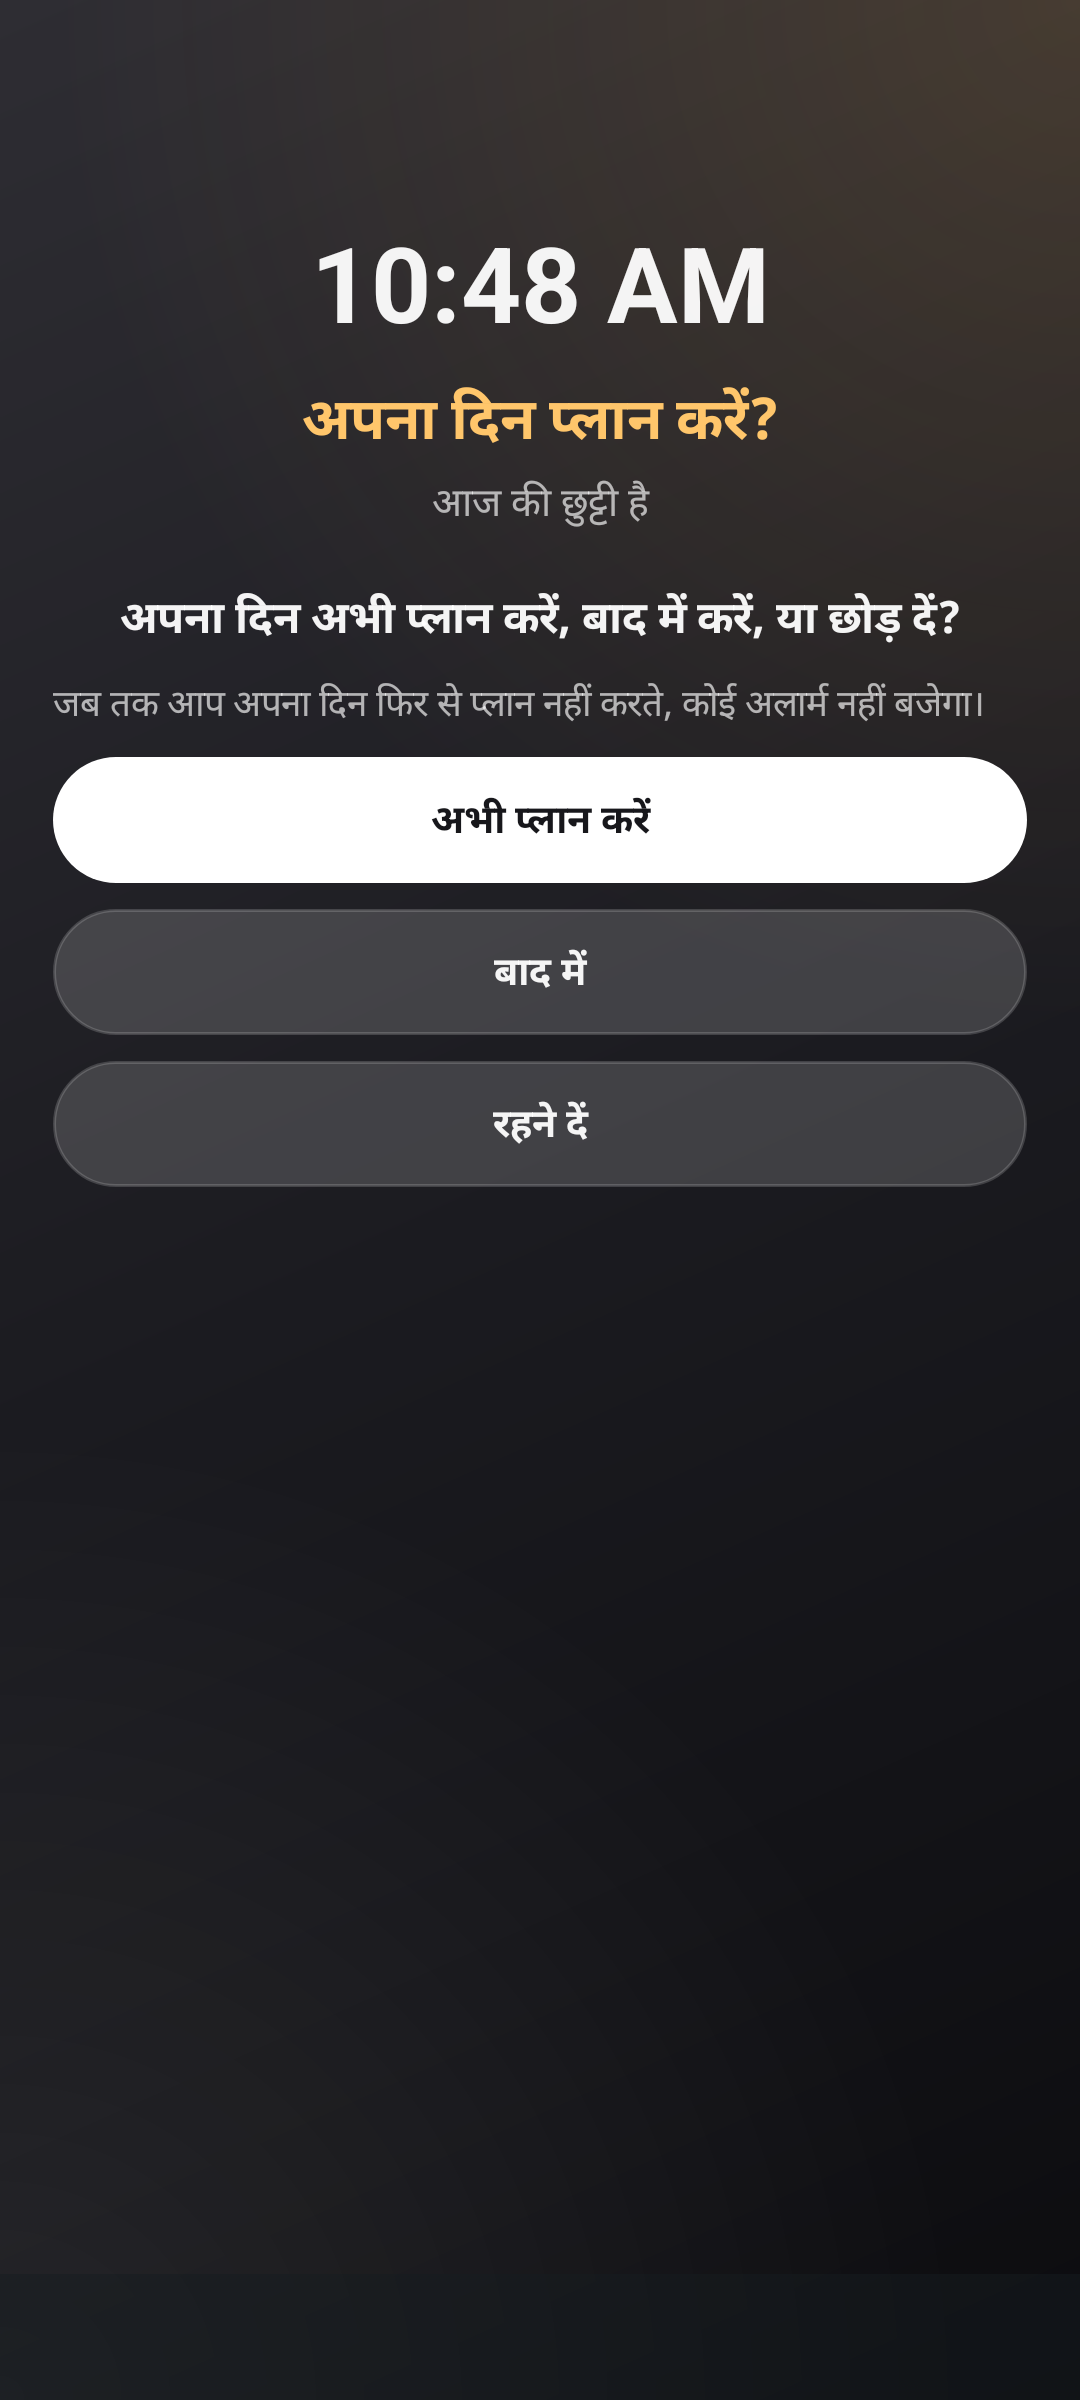 10:48 AM
अपना दिन प्लान करें?
आज की छुट्टी है
अपना दिन अभी प्लान करें, बाद में करें, या छोड़ दें?
जब तक आप अपना दिन फिर से प्लान नहीं करते, कोई अलार्म नहीं बजेगा।
अभी प्लान करें
बाद में
रहने दें